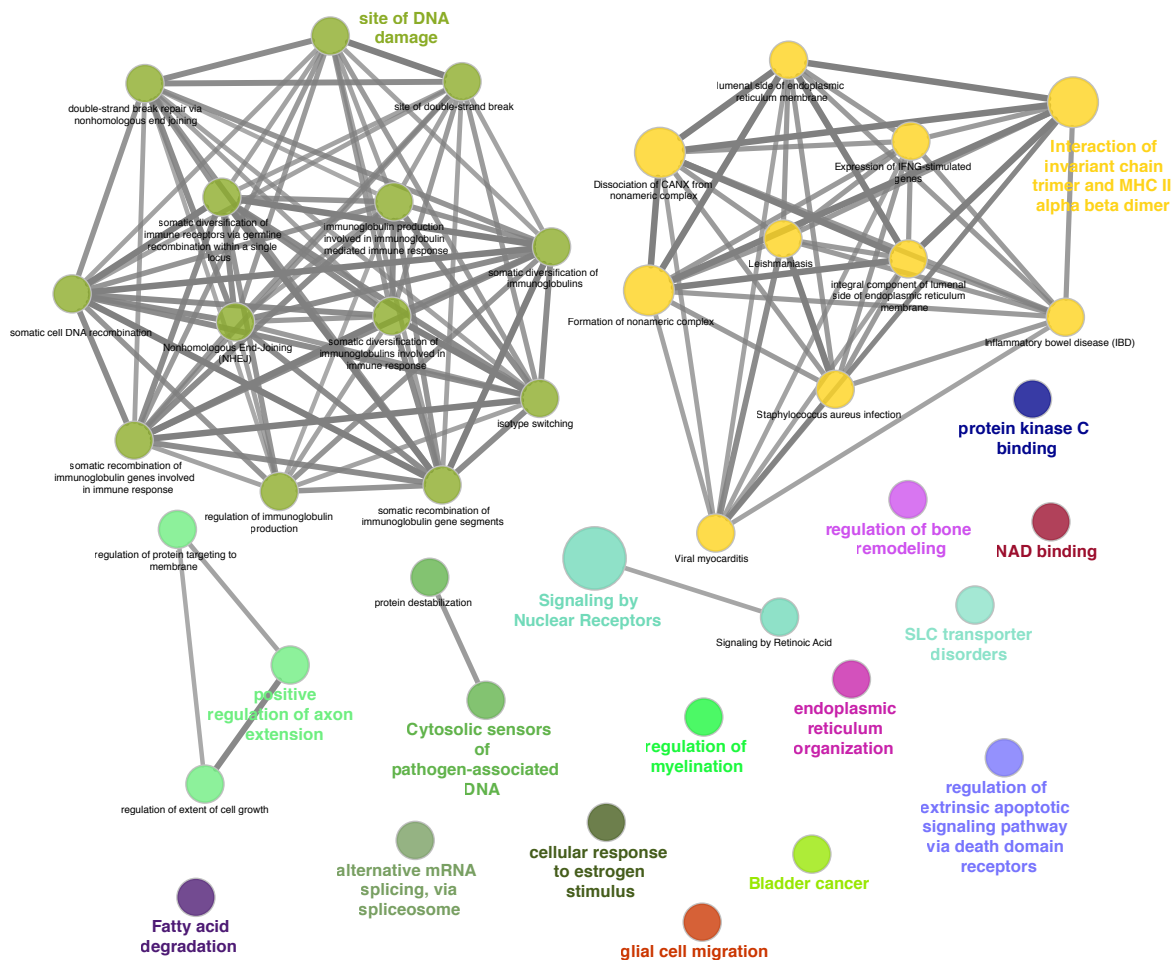 site of DNA
damage
double-strand break repair via
nonhomologous end joining
site of double-strand break
somatic diversification of
immune receptors via germline
recombination within a single
locus
immunoglobulin production
involved in immunoglobulin
mediated immune response
somatic diversification of
immunoglobulins
somatic cell DNA recombination
Nonhomologous End-Joining
(NHEJ)
somatic diversification of
immunoglobulins involved in
immune response
isotype switching
somatic recombination of
immunoglobulin genes involved
in immune response
regulation of immunoglobulin
production
somatic recombination of
immunoglobulin gene segments
lumenal side of endoplasmic
reticulum membrane
Interaction of
invariant chain
trimer and MHC II
alpha beta dimer
Expression of IFNG-stimulated
genes
Dissociation of CANX from
nonameric complex
Leishmaniasis
integral component of lumenal
side of endoplasmic reticulum
membrane
Formation of nonameric complex
Inflammatory bowel disease (IBD)
Staphylococcus aureus infection
Viral myocarditis
protein kinase C
binding
regulation of bone
remodeling
NAD binding
regulation of protein targeting to
membrane
positive
regulation of axon
extension
regulation of extent of cell growth
protein destabilization
Cytosolic sensors
of
pathogen-associated
DNA
Signaling by
Nuclear Receptors
Signaling by Retinoic Acid
SLC transporter
disorders
endoplasmic
reticulum
organization
regulation of
myelination
regulation of
extrinsic apoptotic
signaling pathway
via death domain
receptors
alternative mRNA
splicing, via
spliceosome
cellular response
to estrogen
stimulus
Bladder cancer
Fatty acid
degradation
glial cell migration